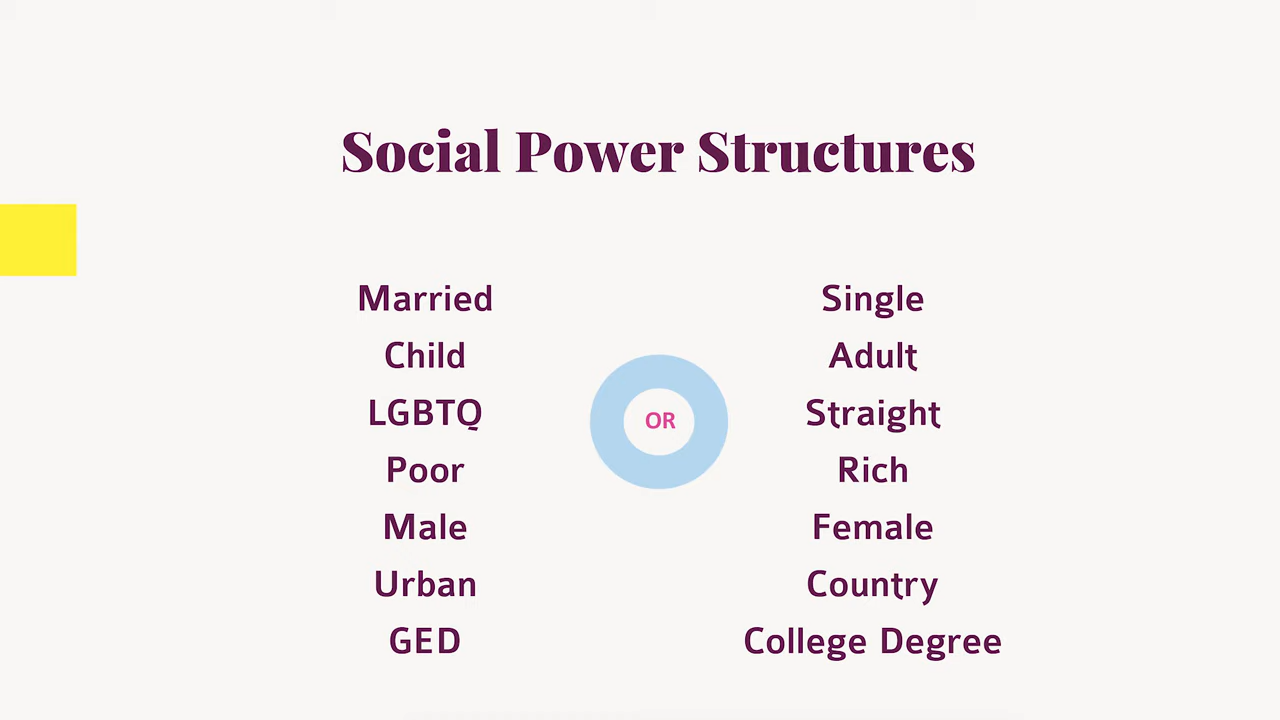 Social Power Structures
Married
Single
Child
Adult
LGBTQ
Straight
OR
Poor
Rich
Male
Female
Urban
Country
GED
College Degree